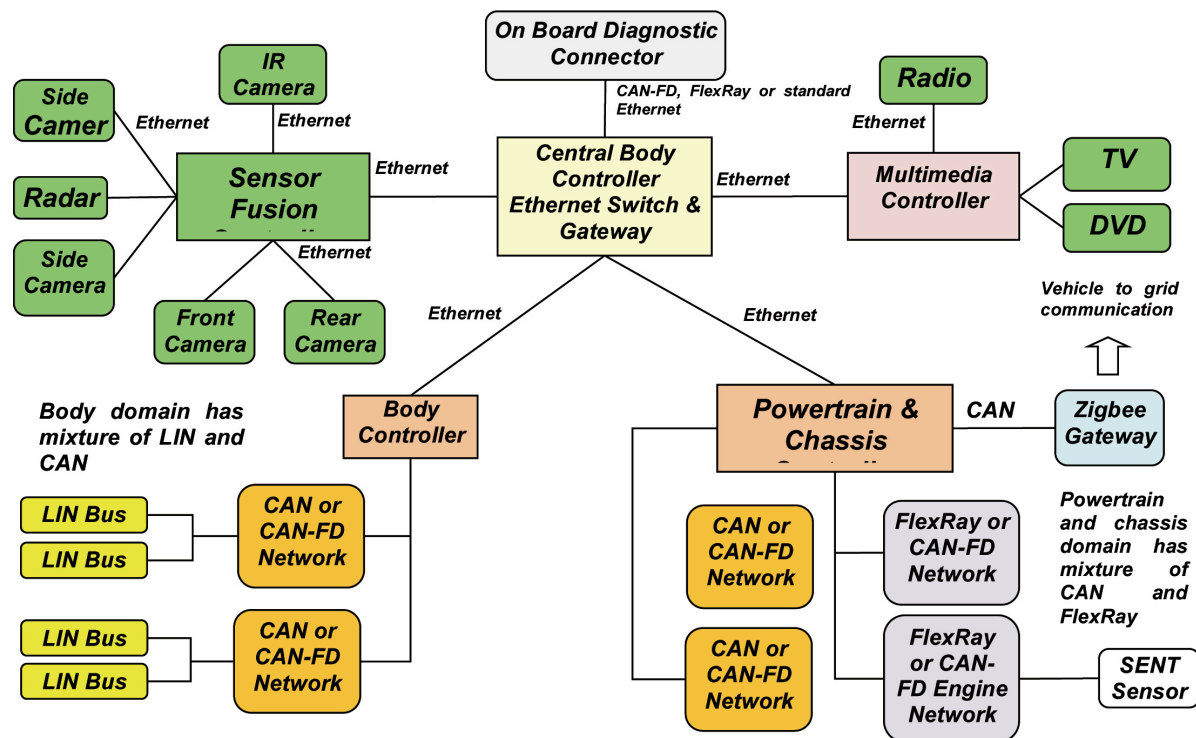 On Board Diagnostic
Connector
CAN-FD, FlexRay or standard
Ethernet
IR
Camera
Side
Camer
Ethernet
Ethernet
Radar
Side
Camera
Sensor
Fusion
Ethernet
Front
Camera
Rear
Camera
Ethernet
Central Body
Controller
Ethernet Switch &
Gateway
Ethernet
Radio
Ethernet
Multimedia
Controller
TV
DVD
Vehicle to grid
communication
Ethernet
Ethernet
Body domain has
mixture of LIN and
CAN
Body
Controller
LIN Bus
LIN Bus
CAN or
CAN-FD
Network
LIN Bus
LIN Bus
CAN or
CAN-FD
Network
Powertrain &
Chassis
CAN
Zigbee
Gateway
CAN or
CAN-FD
Network
FlexRay or
CAN-FD
Network
Powertrain
and chassis
domain has
mixture of
CAN and
FlexRay
CAN or
CAN-FD
Network
FlexRay
or CAN-
FD Engine
Network
SENT
Sensor